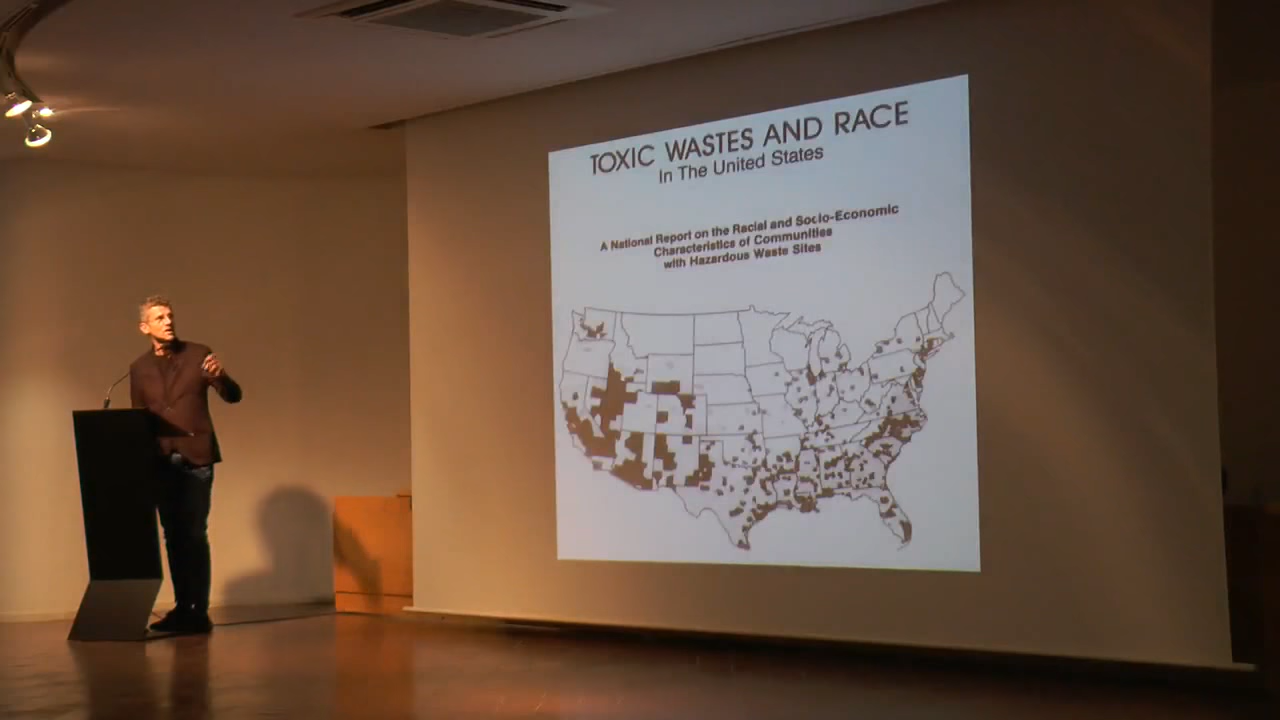 TOXIC WASTES AND RACE
In The United States
A National Report on the Racial and Socio-Economic
Characteristics of Communities
with Hazardous Waste Sites